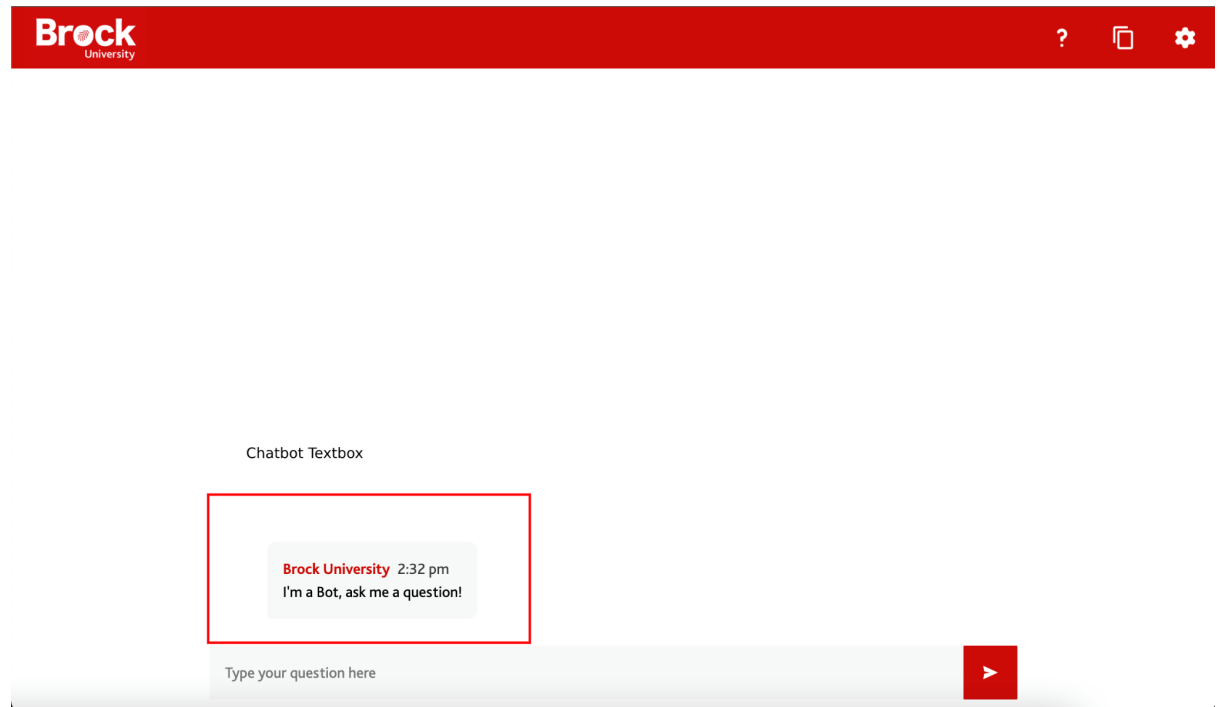 Brock
University
?
Chatbot Textbox
Brock University 2:32 pm
I'm a Bot, ask me a question!
Type your question here